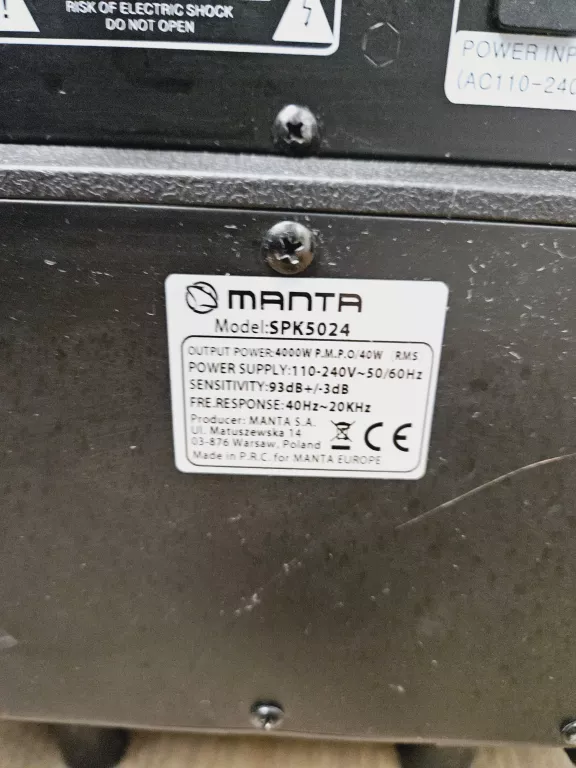 !
RISK OF ELECTRIC SHOCK
DO NOT OPEN
POWER INP
(AC110-240
MANTA
Model:SPK5024
OUTPUT POWER:4000W P.M.P.O/40W RMS
POWER SUPPLY:110-240V~50/60Hz
SENSITIVITY:93dB+/-3dB
FRE.RESPONSE:40Hz~20KHz
Producer: MANTA S.A.
Ul. Matuszewska 14
03-876 Warsaw, Poland
CE
Made in P.R.C. for MANTA EUROPE